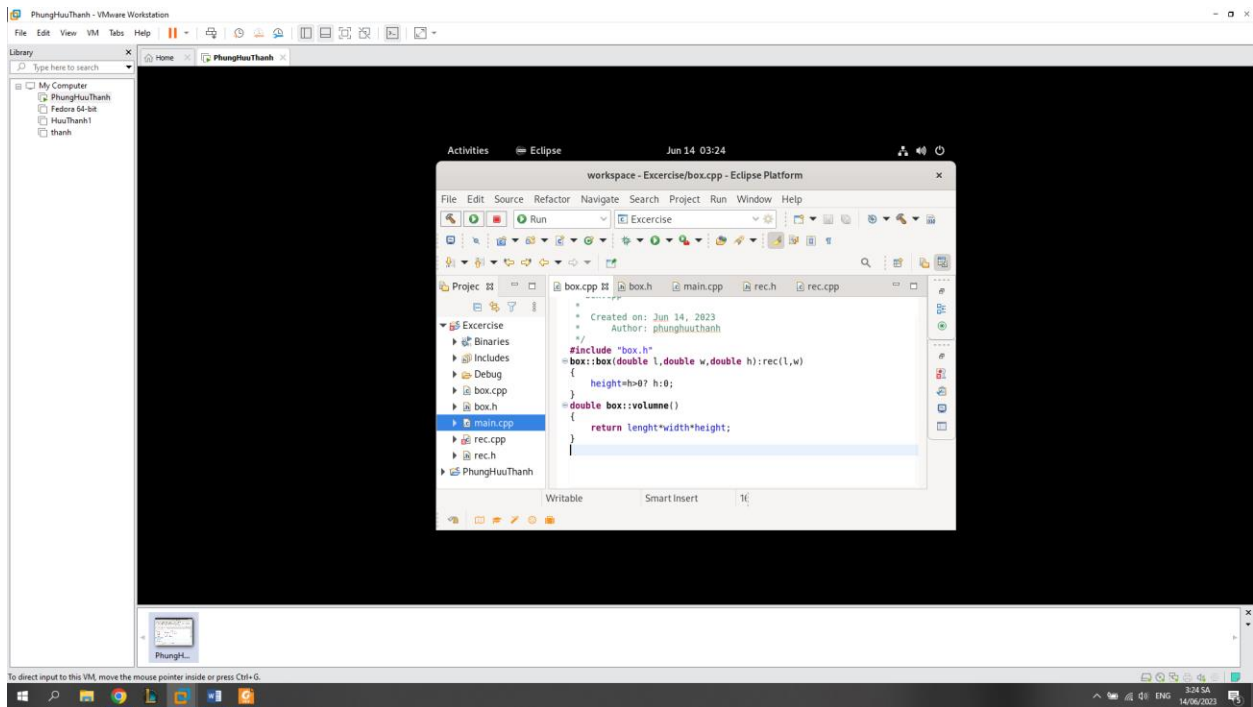 PhungHuuThanh - VMware Workstation
File Edit View VM Tabs Help
Library
Type here to search
Home
PhungHuuThanh
My Computer
PhungHuuThanh
Fedora 64-bit
HuuThanh1
thanh
Activities Eclipse Jun 14 03:24
workspace - Excercise/box.cpp - Eclipse Platform
File Edit Source Refactor Navigate Search Project Run Window Help
Run Excercise
Projec
Excercise
Binaries
Includes
Debug
box.cpp
box.h
main.cpp
rec.cpp
rec.h
PhungHuuThanh
box.cpp box.h main.cpp rec.h rec.cpp
*
* Created on: Jun 14, 2023
* Author: phunghuuthanh
*/
#include "box.h"
box::box(double l,double w,double h):rec(l,w)
{
height=h>0? h:0;
}
double box::volumne()
{
return lenght*width*height;
}
Writable Smart Insert
PhungH...
To direct input to this VM, move the mouse pointer inside or press Ctrl+G.
ENG
3:24 SA
14/06/2023